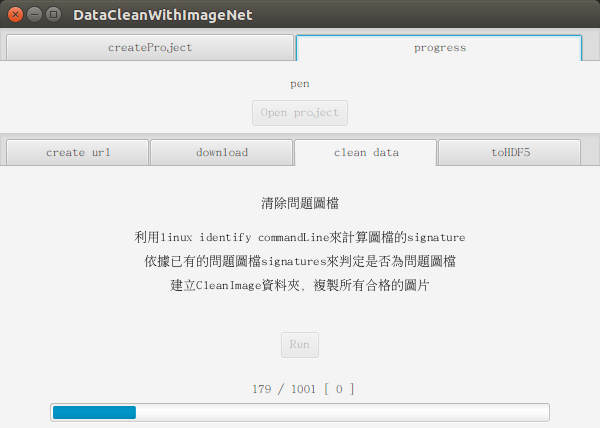 DataCleanWithImageNet
createProject progress
pen
Open project
create url download clean data toHDF5
清除問題圖檔
利用linux identify commandLine來計算圖檔的signature
依據已有的問題圖檔signatures來判定是否為問題圖檔
建立CleanImage資料夾, 複製所有合格的圖片
Run
179 / 1001 [ 0 ]